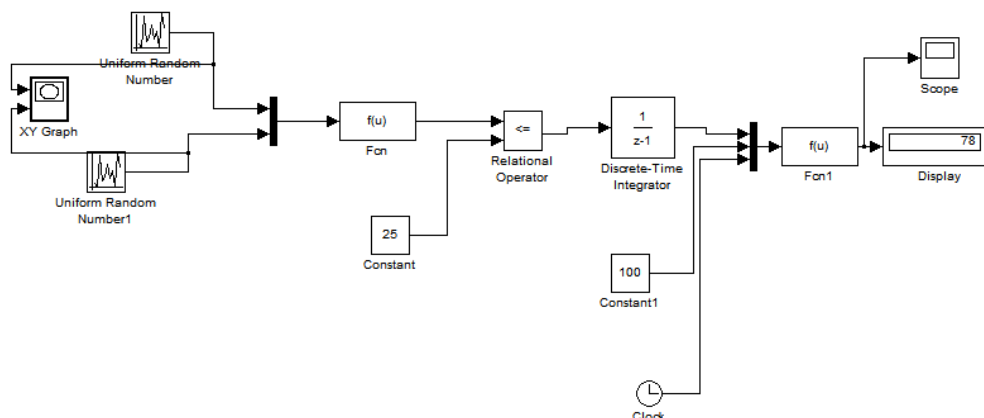 Uniform Random
Number
XY Graph
Uniform Random
Number1
f(u)
Fcn
25
Constant
<=
Relational
Operator
1
z-1
Discrete-Time
Integrator
100
Constant1
Clock
f(u)
Fcn1
Scope
78
Display